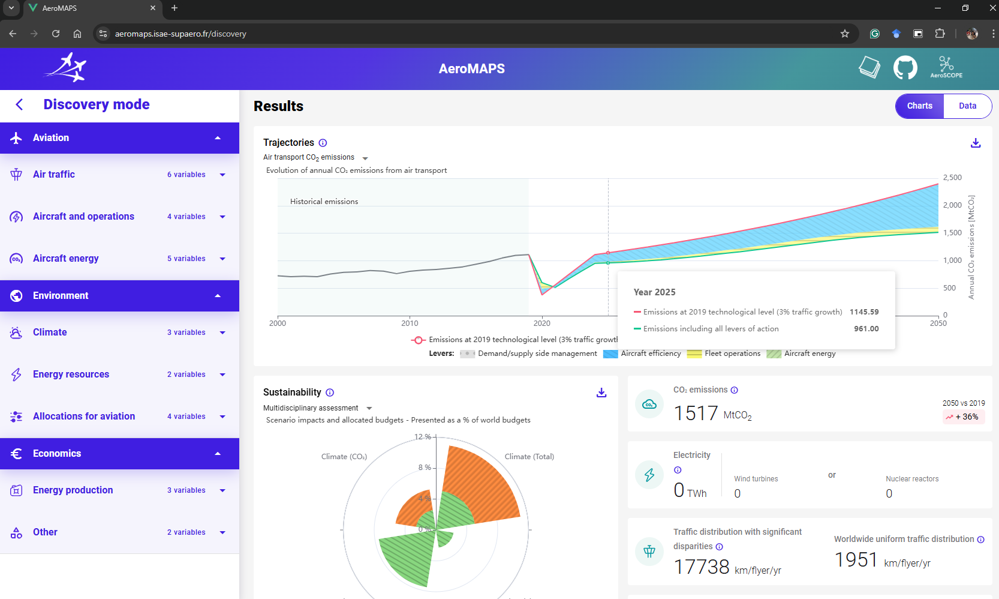 AeroMAPS
aeromaps.isae-supaero.fr/discovery
AeroMAPS
AeroSCOPE
Discovery mode
Aviation
Air traffic 6 variables
Aircraft and operations 4 variables
Aircraft energy 5 variables
Environment
Climate 3 variables
Energy resources 2 variables
Allocations for aviation 4 variables
Economics
Energy production 3 variables
Other 2 variables
Results
Charts Data
Trajectories
Air transport CO₂ emissions
Evolution of annual CO₂ emissions from air transport
Historical emissions
2,500
2,000
1,500
1,000
500
0
Annual CO₂ emissions [MtCO₂]
2000 2010 2020 2050
Year 2025
Emissions at 2019 technological level (3% traffic growth) 1145.59
Emissions including all levers of action 961.00
Emissions at 2019 technological level (3% traffic growth
Levers: Demand/supply side management Aircraft efficiency Fleet operations Aircraft energy
Sustainability
Multidisciplinary assessment
Scenario impacts and allocated budgets - Presented as a % of world budgets
12 %
8 %
4 %
0 %
Climate (CO₂)
Climate (Total)
CO₂ emissions
1517 MtCO₂
2050 vs 2019
+ 36%
Electricity
0 TWh
Wind turbines
0
or
Nuclear reactors
0
Traffic distribution with significant
disparities
17738 km/flyer/yr
Worldwide uniform traffic distribution
1951 km/flyer/yr